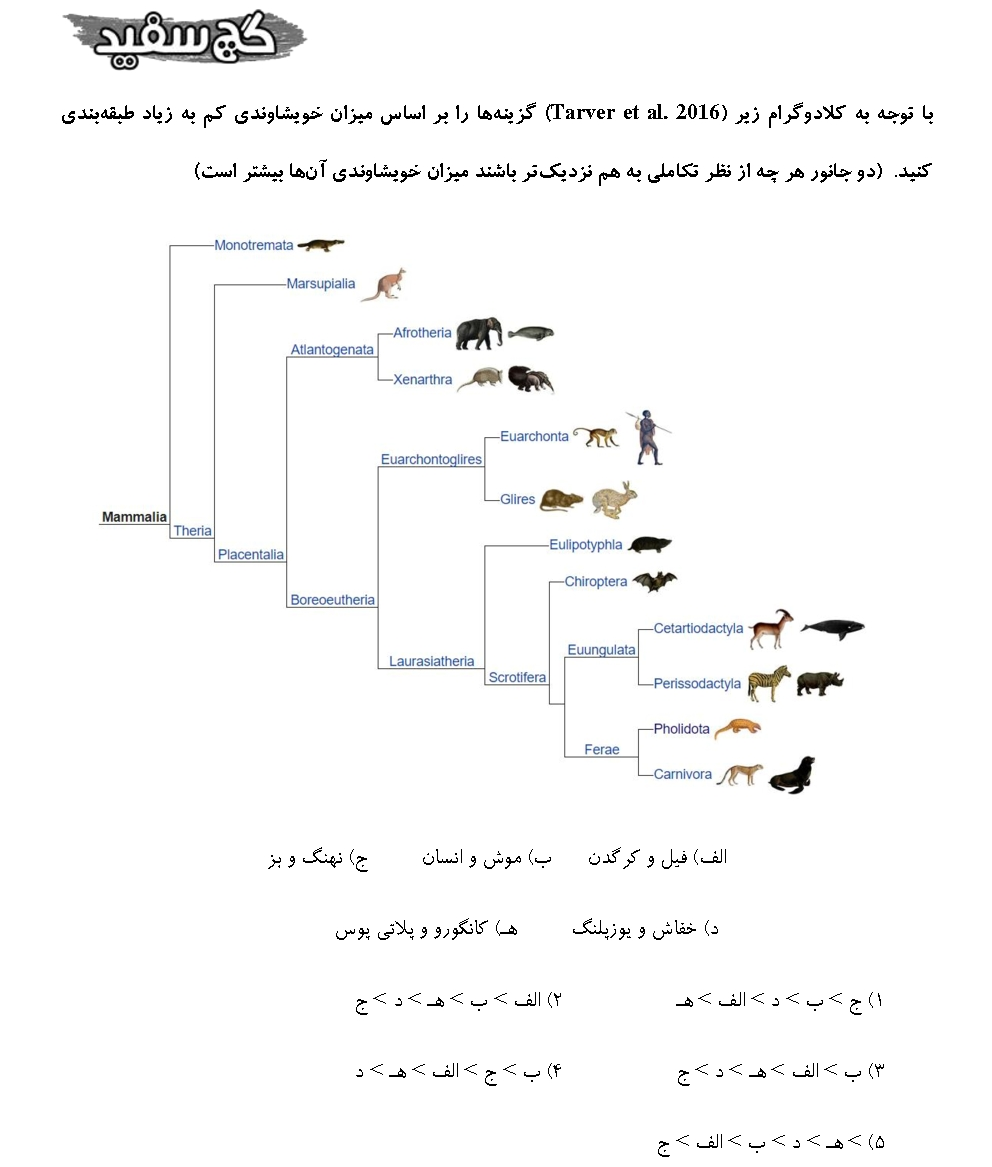 گچ سفید
با توجه به کلادوگرام زیر (Tarver et al. 2016) گزینه‌ها را بر اساس میزان خویشاوندی کم به زیاد طبقه‌بندی
کنید. (دو جانور هر چه از نظر تکاملی به هم نزدیک‌تر باشند میزان خویشاوندی آن‌ها بیشتر است)
Monotremata
Marsupialia
Afrotheria
Atlantogenata
Xenarthra
Euarchonta
Euarchontoglires
Glires
Mammalia
Theria
Eulipotyphla
Placentalia
Chiroptera
Boreoeutheria
Cetartiodactyla
Euungulata
Laurasiatheria
Scrotifera
Perissodactyla
Pholidota
Ferae
Carnivora
الف) فیل و کرگدن ب) موش و انسان ج) نهنگ و بز
د) خفاش و یوزپلنگ هـ) کانگورو و پلاتی پوس
۱) ج > ب > د > الف > هـ ۲) الف > ب > هـ > د > ج
۳) ب > الف > هـ > د > ج ۴) ب > ج > الف > هـ > د
۵) > هـ > د > ب > الف > ج